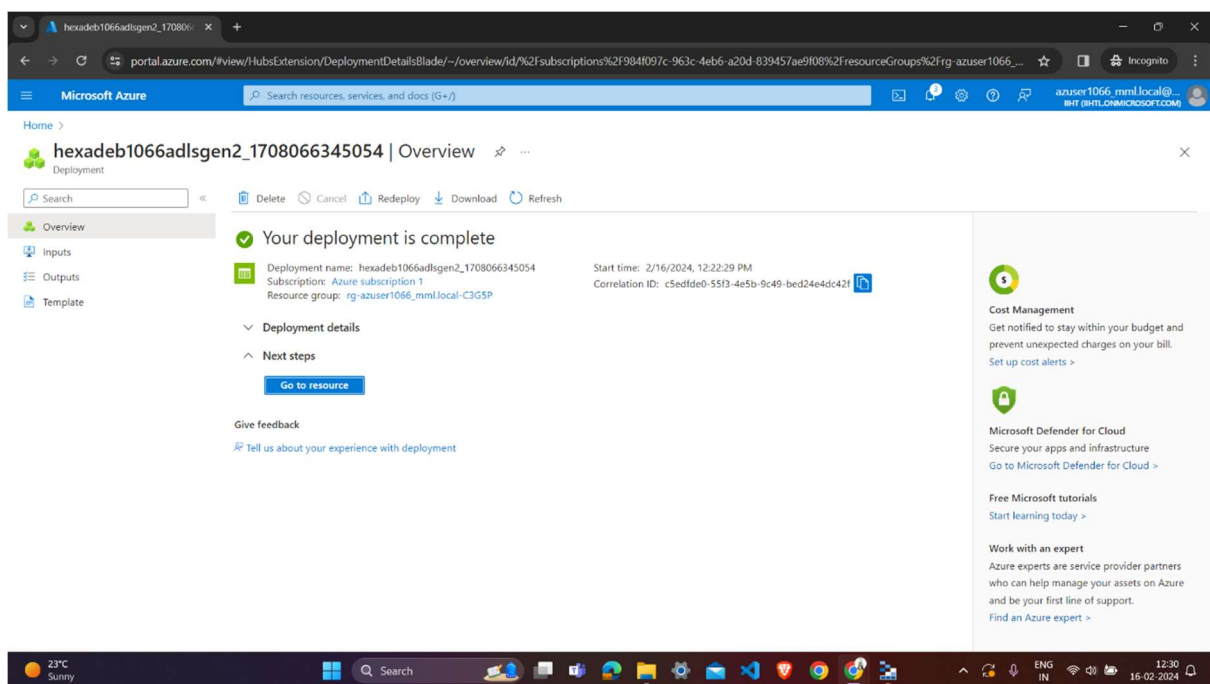 hexadeb1066adlsgen2_170806
portal.azure.com/#view/HubsExtension/DeploymentDetailsBlade/~/overview/id/%2Fsubscriptions%2F984f097c-963c-4eb6-a20d-839457ae9f08%2FresourceGroups%2Frg-azuser1066_...
Incognito
Microsoft Azure
Search resources, services, and docs (G+/)
3
azuser1066_mml.local@...
IIHT (IIHTL.ONMICROSOFT.COM)
Home >
hexadeb1066adlsgen2_1708066345054 | Overview
Deployment
Search
Delete
Cancel
Redeploy
Download
Refresh
Overview
Inputs
Outputs
Template
Your deployment is complete
Deployment name: hexadeb1066adlsgen2_1708066345054
Subscription: Azure subscription 1
Resource group: rg-azuser1066_mml.local-C3G5P
Start time: 2/16/2024, 12:22:29 PM
Correlation ID: c5edfde0-55f3-4e5b-9c49-bed24e4dc42f
Deployment details
Next steps
Go to resource
Give feedback
Tell us about your experience with deployment
Cost Management
Get notified to stay within your budget and
prevent unexpected charges on your bill.
Set up cost alerts >
Microsoft Defender for Cloud
Secure your apps and infrastructure
Go to Microsoft Defender for Cloud >
Free Microsoft tutorials
Start learning today >
Work with an expert
Azure experts are service provider partners
who can help manage your assets on Azure
and be your first line of support.
Find an Azure expert >
23°C
Sunny
Search
ENG
IN
12:30
16-02-2024